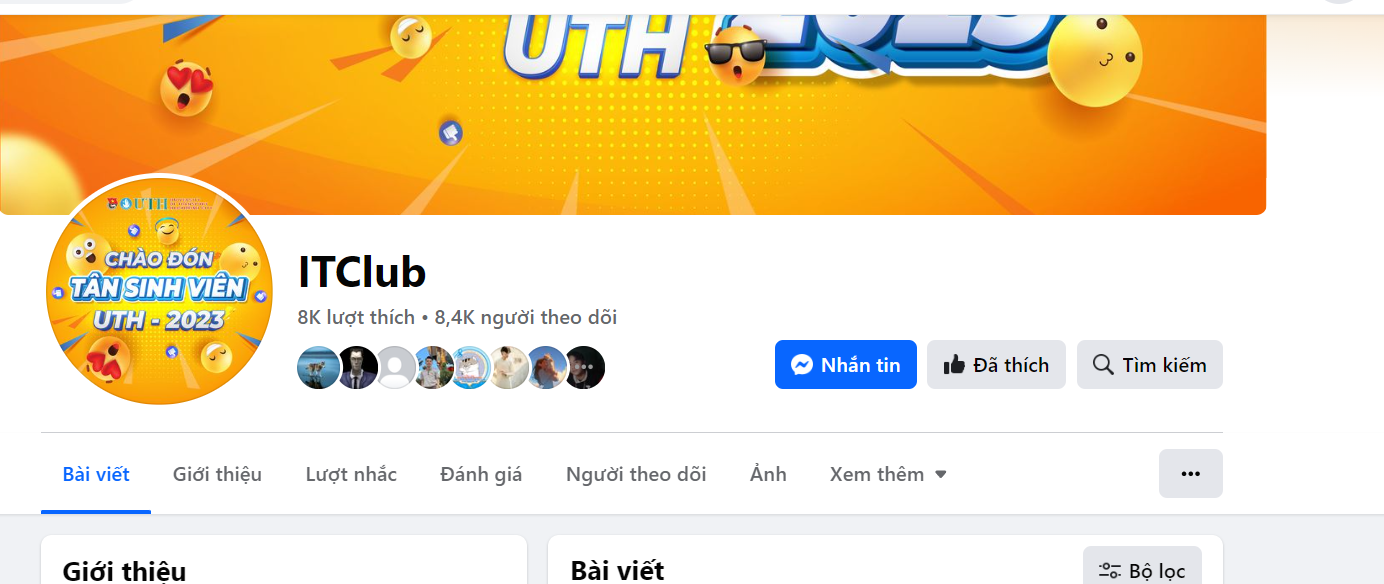 UTH 2023
UTH
CHÀO ĐÓN
TÂN SINH VIÊN
UTH - 2023
ITClub
8K lượt thích • 8,4K người theo dõi
Nhắn tin
Đã thích
Tìm kiếm
Bài viết
Giới thiệu
Lượt nhắc
Đánh giá
Người theo dõi
Ảnh
Xem thêm
Giới thiệu
Bài viết
Bộ lọc